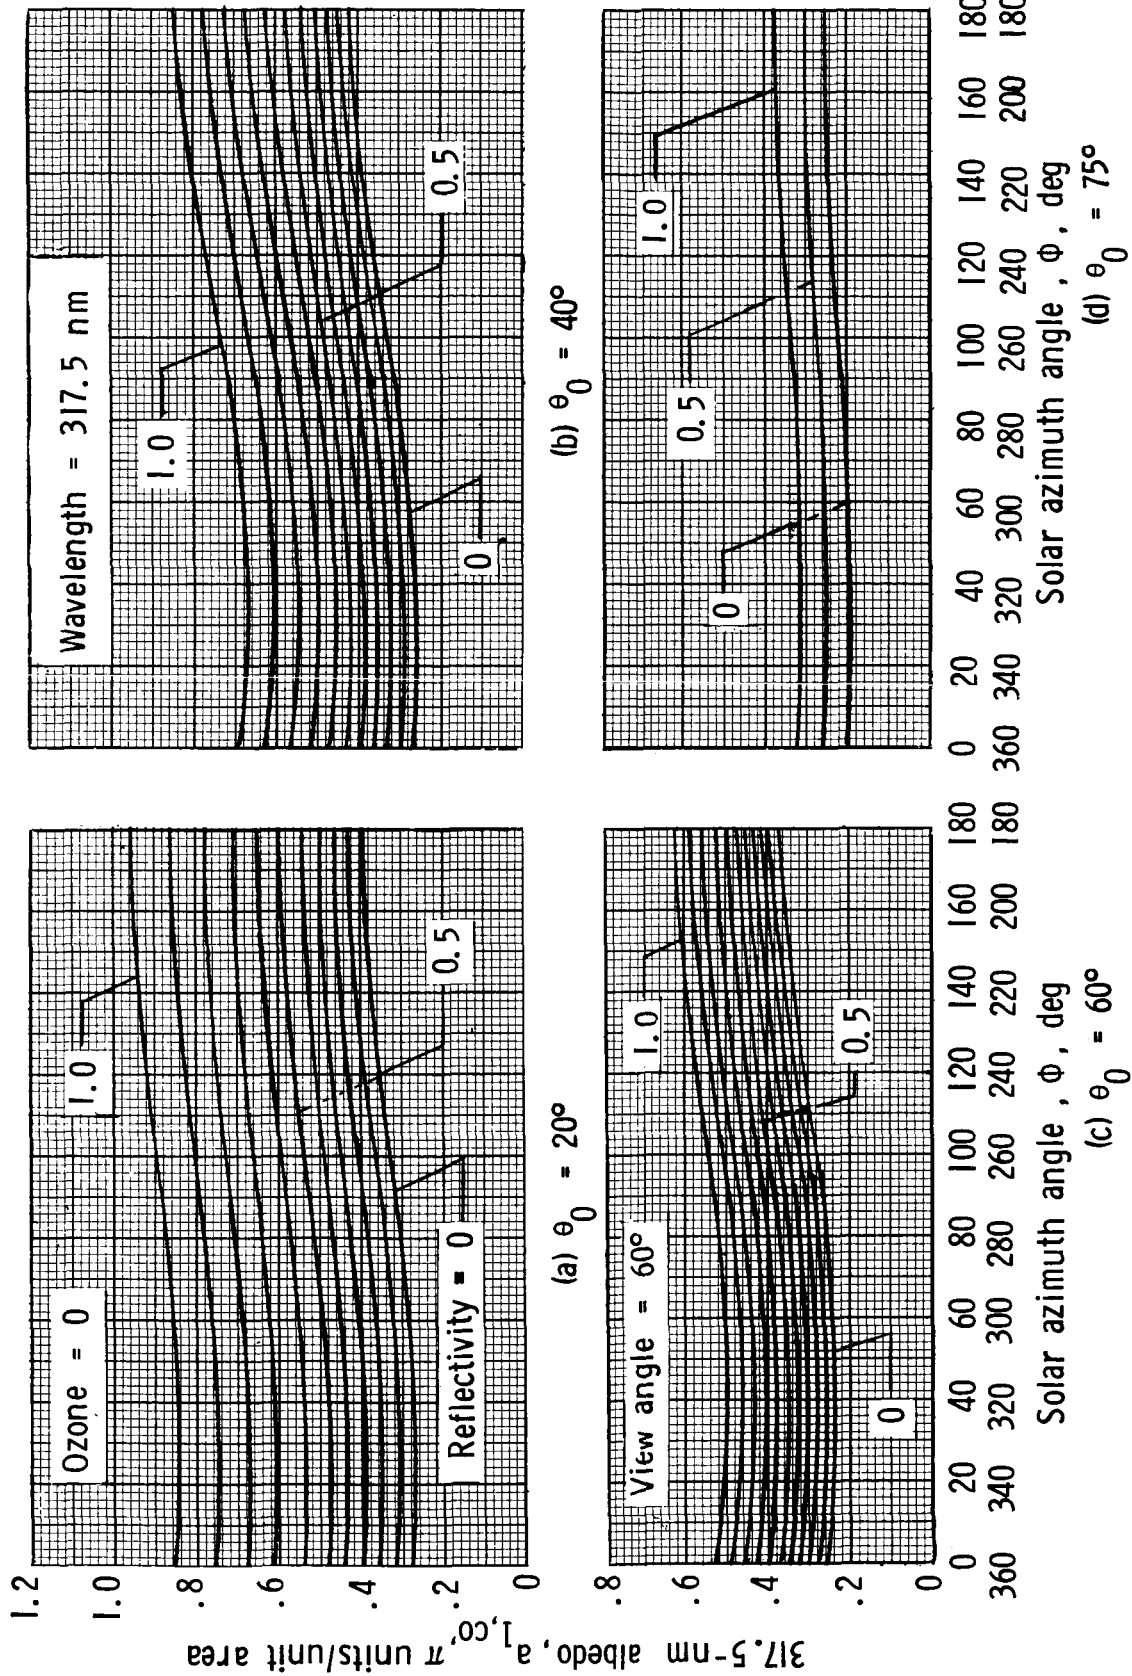 317.5-nm albedo, a1,co, π units/unit area
1.2
1.0
.8
.6
.4
.2
0
Ozone = 0
1.0
0.5
Reflectivity = 0
(a) θ0 = 20°
Wavelength = 317.5 nm
1.0
0.5
0
(b) θ0 = 40°
.8
.6
.4
.2
0
View angle = 60°
1.0
0.5
0
0 20 40 60 80 100 120 140 160 180
360 340 320 300 280 260 240 220 200 180
Solar azimuth angle, Φ, deg
(c) θ0 = 60°
1.0
0.5
0
0 20 40 60 80 100 120 140 160 180
360 340 320 300 280 260 240 220 200 180
Solar azimuth angle, Φ, deg
(d) θ0 = 75°